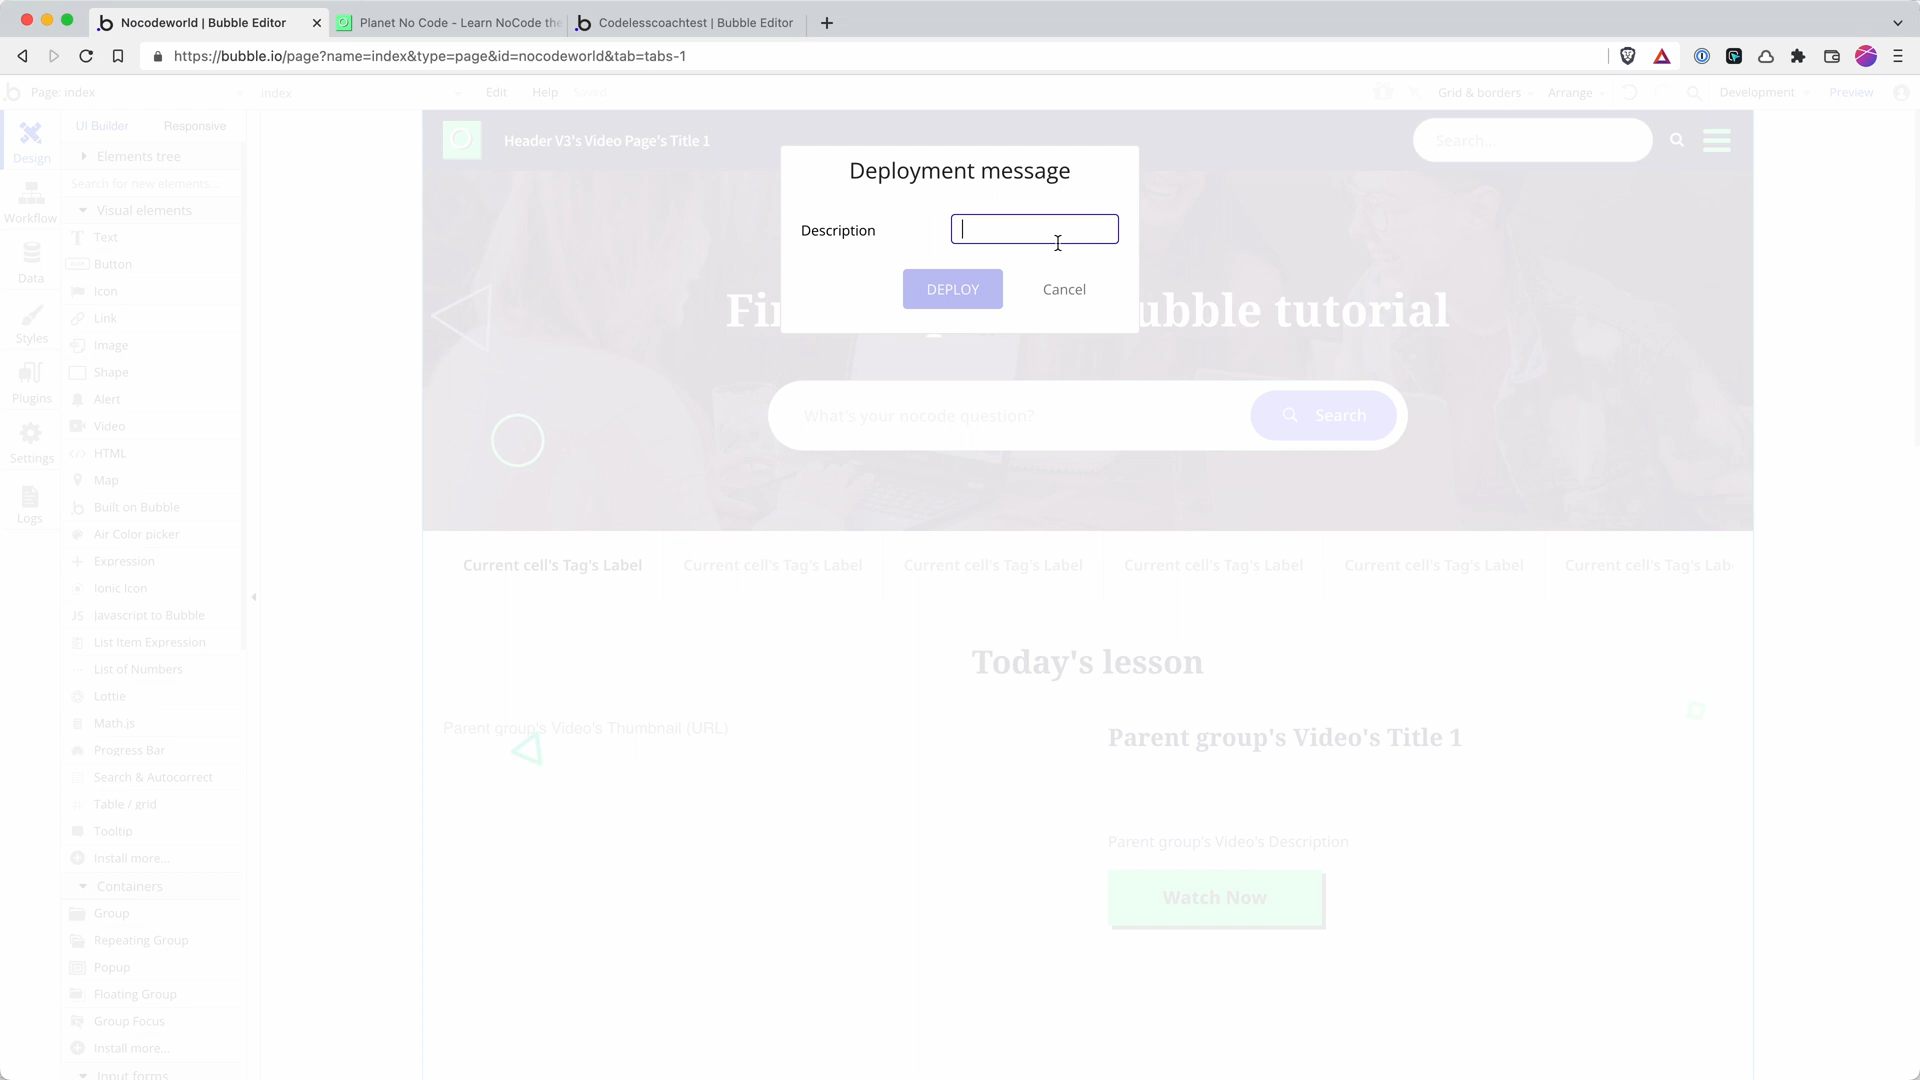 Nocodeworld | Bubble Editor
Planet No Code - Learn NoCode the
Codelesscoachtest | Bubble Editor
https://bubble.io/page?name=index&type=page&id=nocodeworld&tab=tabs-1
Page: index
index
Edit
Help
Saved
Grid & borders
Arrange
Development
Preview
UI Builder
Responsive
Design
Workflow
Data
Styles
Plugins
Settings
Logs
Elements tree
Search for new elements...
Visual elements
Text
Button
Icon
Link
Image
Shape
Alert
Video
HTML
Map
Built on Bubble
Air Color picker
Expression
Ionic Icon
Javascript to Bubble
List Item Expression
List of Numbers
Lottie
Math.js
Progress Bar
Search & Autocorrect
Table / grid
Tooltip
Install more...
Containers
Group
Repeating Group
Popup
Floating Group
Group Focus
Install more...
Input forms
Header V3's Video Page's Title 1
Search...
Deployment message
Description
DEPLOY
Cancel
ubble tutorial
What's your nocode question?
Search
Current cell's Tag's Label
Current cell's Tag's Label
Current cell's Tag's Label
Current cell's Tag's Label
Current cell's Tag's Label
Current cell's Tag's Lab
Today's lesson
Parent group's Video's Thumbnail (URL)
Parent group's Video's Title 1
Parent group's Video's Description
Watch Now